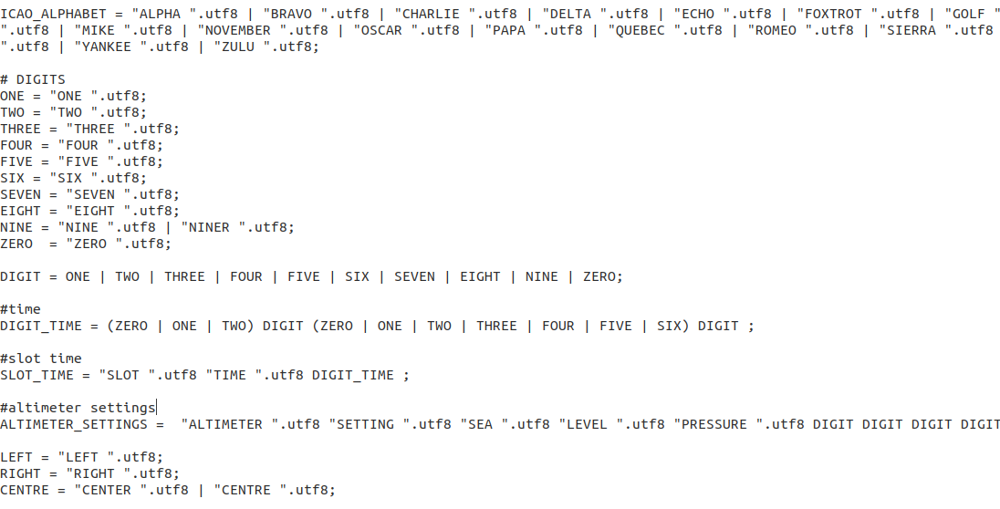 ICAO_ALPHABET = "ALPHA ".utf8 | "BRAVO ".utf8 | "CHARLIE ".utf8 | "DELTA ".utf8 | "ECHO ".utf8 | "FOXTROT ".utf8 | "GOLF "
".utf8 | "MIKE ".utf8 | "NOVEMBER ".utf8 | "OSCAR ".utf8 | "PAPA ".utf8 | "QUEBEC ".utf8 | "ROMEO ".utf8 | "SIERRA ".utf8
".utf8 | "YANKEE ".utf8 | "ZULU ".utf8;
# DIGITS
ONE = "ONE ".utf8;
TWO = "TWO ".utf8;
THREE = "THREE ".utf8;
FOUR = "FOUR ".utf8;
FIVE = "FIVE ".utf8;
SIX = "SIX ".utf8;
SEVEN = "SEVEN ".utf8;
EIGHT = "EIGHT ".utf8;
NINE = "NINE ".utf8 | "NINER ".utf8;
ZERO  = "ZERO ".utf8;
DIGIT = ONE | TWO | THREE | FOUR | FIVE | SIX | SEVEN | EIGHT | NINE | ZERO;
#time
DIGIT_TIME = (ZERO | ONE | TWO) DIGIT (ZERO | ONE | TWO | THREE | FOUR | FIVE | SIX) DIGIT ;
#slot time
SLOT_TIME = "SLOT ".utf8 "TIME ".utf8 DIGIT_TIME ;
#altimeter settings
ALTIMETER_SETTINGS =  "ALTIMETER ".utf8 "SETTING ".utf8 "SEA ".utf8 "LEVEL ".utf8 "PRESSURE ".utf8 DIGIT DIGIT DIGIT DIGIT
LEFT = "LEFT ".utf8;
RIGHT = "RIGHT ".utf8;
CENTRE = "CENTER ".utf8 | "CENTRE ".utf8;